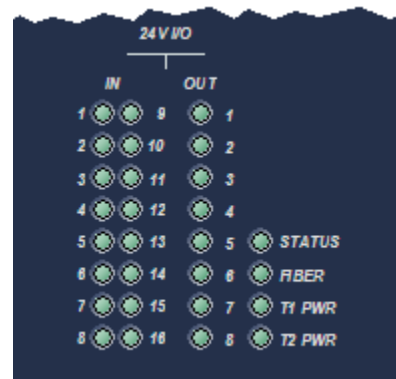 24 V I/O
IN OUT
1 9 1
2 10 2
3 11 3
4 12 4
5 13 5 STATUS
6 14 6 FIBER
7 15 7 T1 PWR
8 16 8 T2 PWR